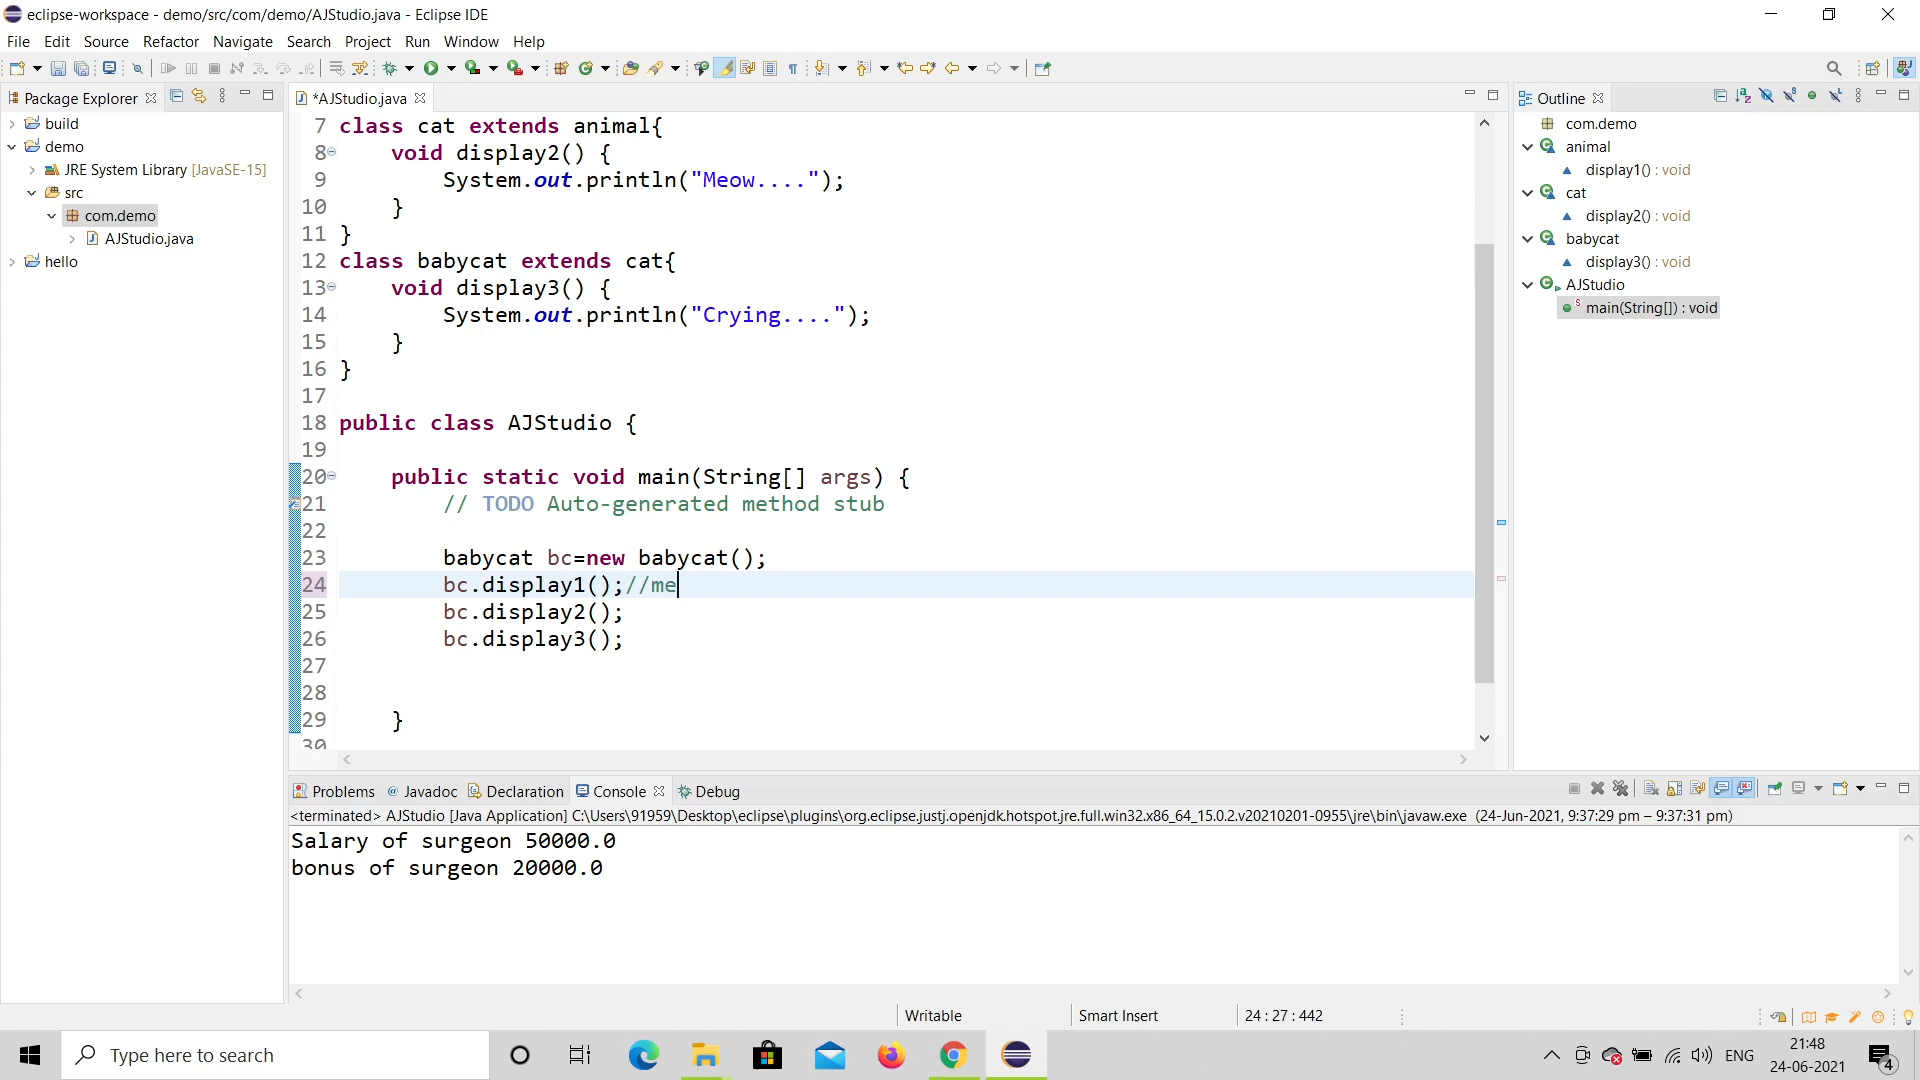 eclipse-workspace - demo/src/com/demo/AJStudio.java - Eclipse IDE
File Edit Source Refactor Navigate Search Project Run Window Help
Package Explorer
build
demo
JRE System Library [JavaSE-15]
src
com.demo
AJStudio.java
hello
*AJStudio.java
7 class cat extends animal{
8 void display2() {
9 System.out.println("Meow....");
10 }
11 }
12 class babycat extends cat{
13 void display3() {
14 System.out.println("Crying....");
15 }
16 }
17
18 public class AJStudio {
19
20 public static void main(String[] args) {
21 // TODO Auto-generated method stub
22
23 babycat bc=new babycat();
24 bc.display1();//me
25 bc.display2();
26 bc.display3();
27
28
29 }
30
Outline
com.demo
animal
display1() : void
cat
display2() : void
babycat
display3() : void
AJStudio
main(String[]) : void
Problems @ Javadoc Declaration Console Debug
<terminated> AJStudio [Java Application] C:\Users\91959\Desktop\eclipse\plugins\org.eclipse.justj.openjdk.hotspot.jre.full.win32.x86_64_15.0.2.v20210201-0955\jre\bin\javaw.exe (24-Jun-2021, 9:37:29 pm – 9:37:31 pm)
Salary of surgeon 50000.0
bonus of surgeon 20000.0
Writable Smart Insert 24 : 27 : 442
Type here to search
ENG
21:48
24-06-2021
4